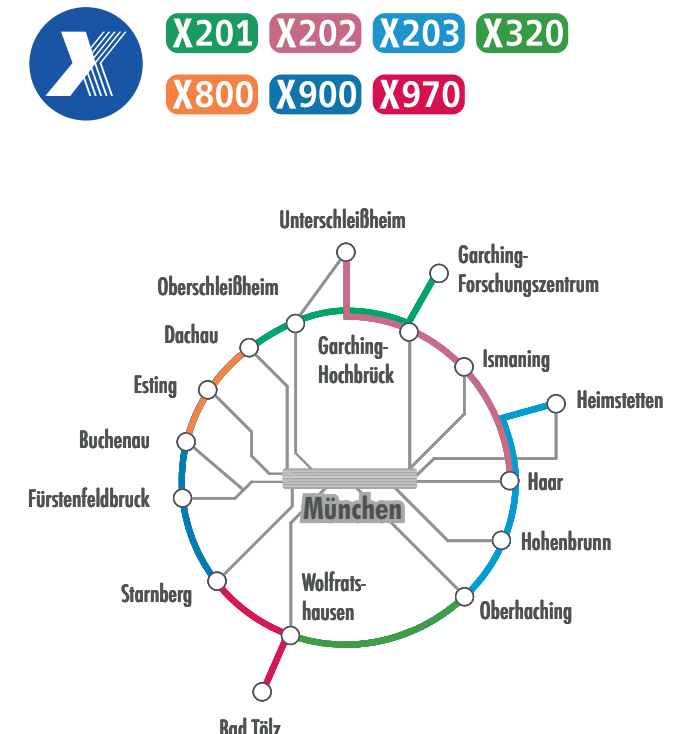 X201 X202 X203 X320
X800 X900 X970
Unterschleißheim
Garching-
Forschungszentrum
Oberschleißheim
Dachau
Garching-
Hochbrück
Ismaning
Esting
Heimstetten
Buchenau
Haar
Fürstenfeldbruck
München
Hohenbrunn
Wolfrats-
hausen
Starnberg
Oberhaching
Bad Tölz